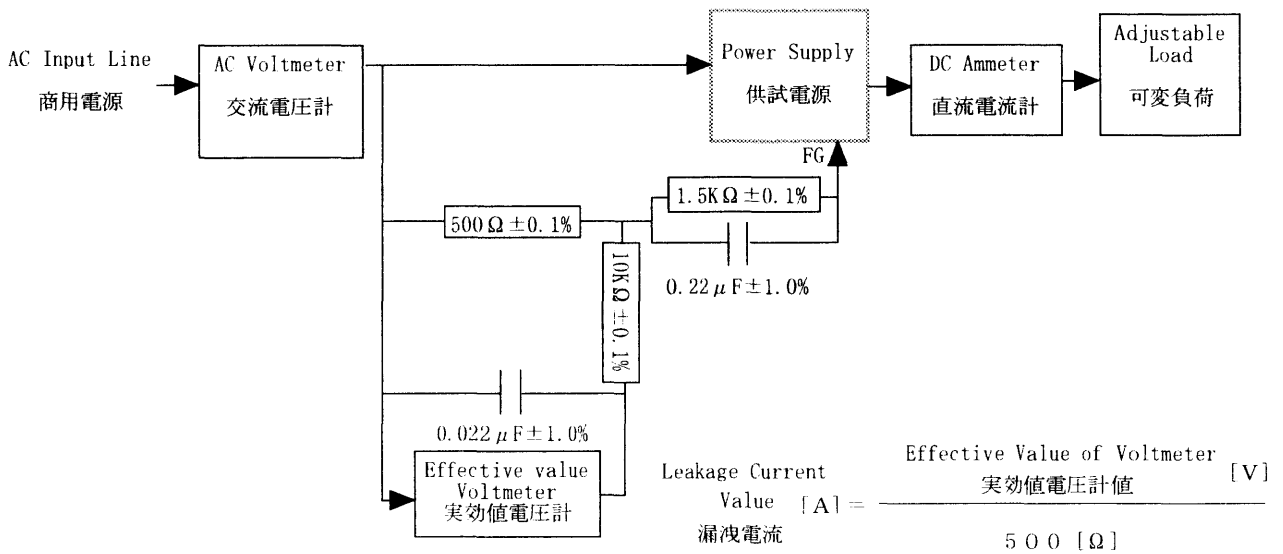 AC Input Line
商用電源
AC Voltmeter
交流電圧計
Power Supply
供試電源
DC Ammeter
直流電流計
Adjustable
Load
可変負荷
FG
1.5KΩ±0.1%
500Ω±0.1%
10KΩ±0.1%
0.22μF±1.0%
0.022μF±1.0%
Effective value
Voltmeter
実効値電圧計
Leakage Current
Value [A]=
漏洩電流
Effective Value of Voltmeter
実効値電圧計値 [V]
500 [Ω]